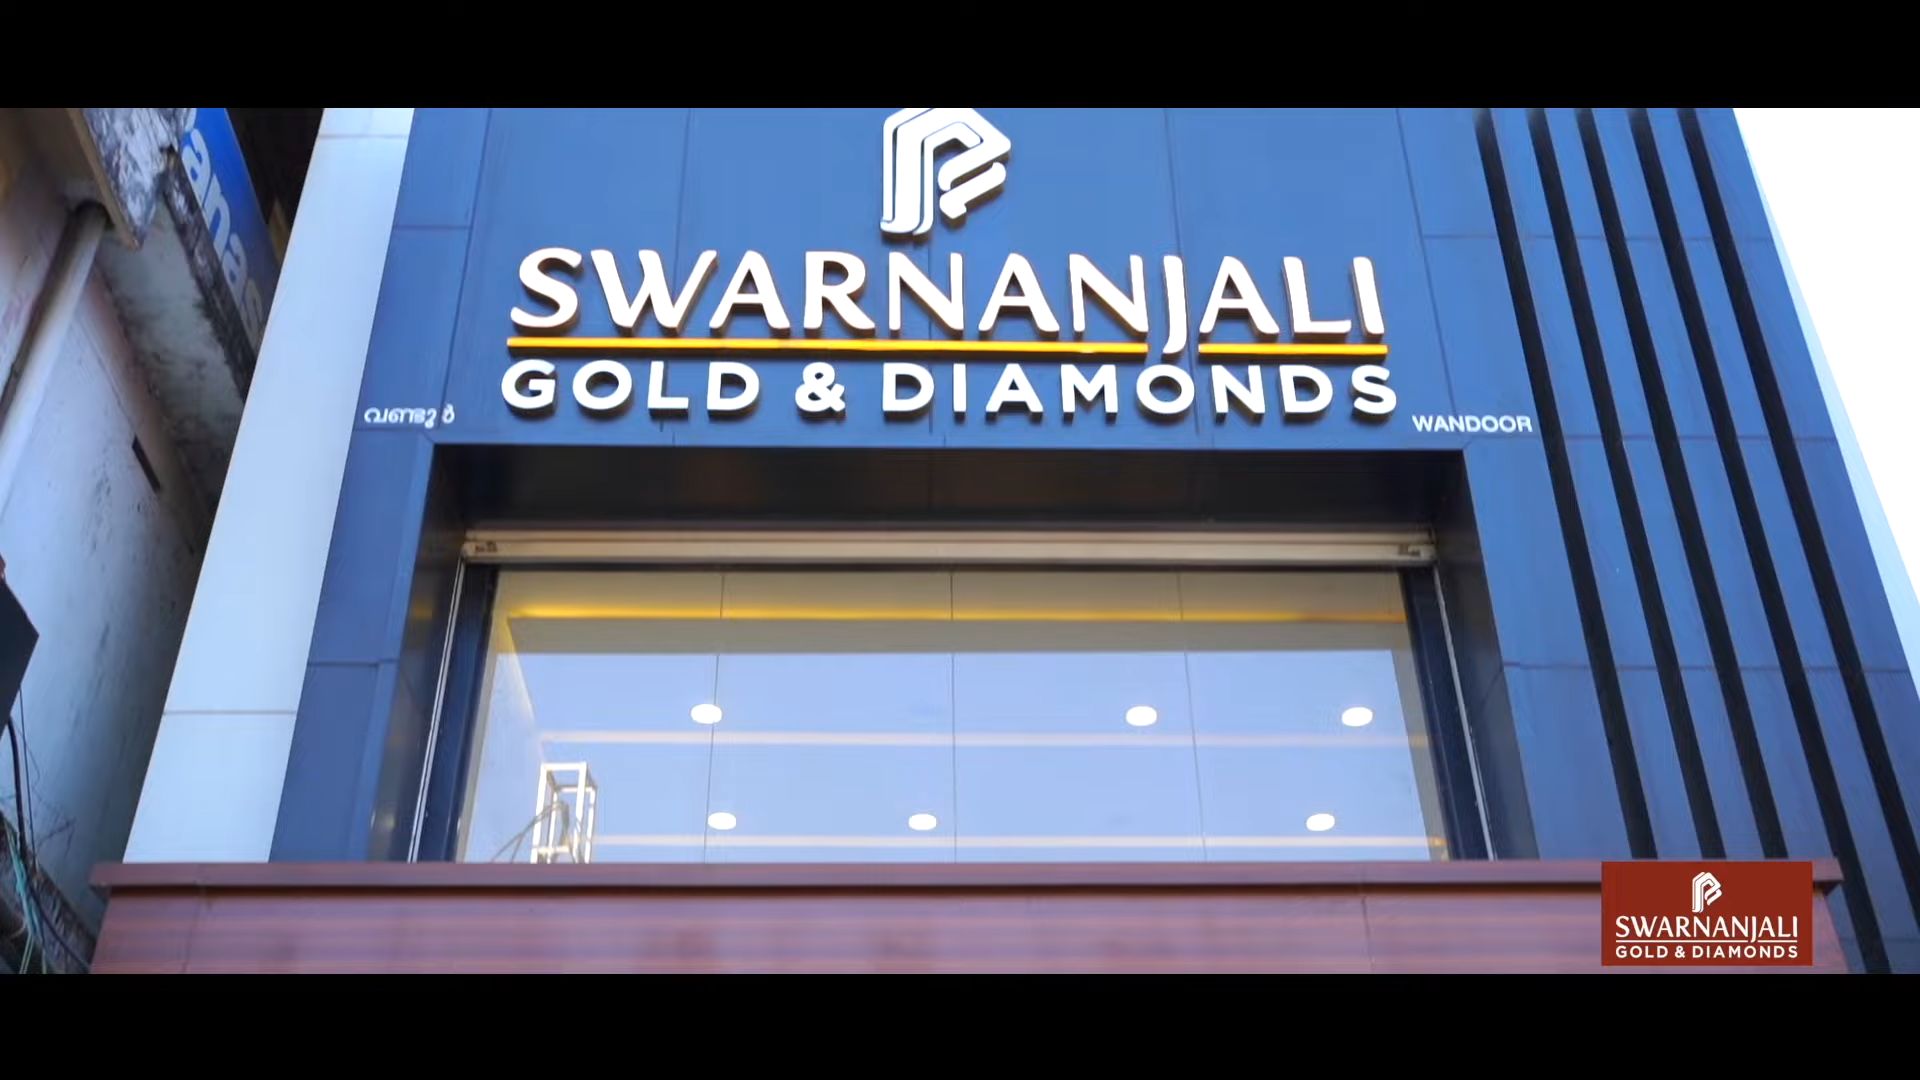 SWARNANJALI
GOLD & DIAMONDS
വണ്ടൂർ
WANDOOR
SWARNANJALI
GOLD & DIAMONDS